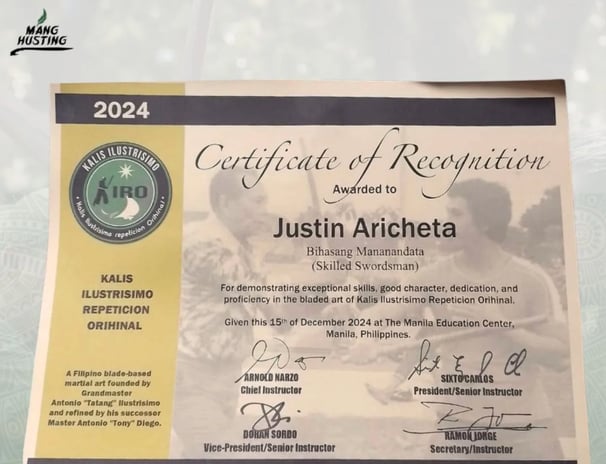 MANG
HUSTING
2024
KALIS ILUSTRISIMO
KIRO
Kalis Ilustrisimo repeticion Orihinal
Certificate of Recognition
Awarded to
Justin Aricheta
Bihasang Mananandata
(Skilled Swordsman)
For demonstrating exceptional skills, good character, dedication, and
proficiency in the bladed art of Kalis Ilustrisimo Repeticion Orihinal.
Given this 15th of December 2024 at The Manila Education Center,
Manila, Philippines.
KALIS
ILUSTRISIMO
REPETICION
ORIHINAL
A Filipino blade-based
martial art founded by
Grandmaster
Antonio "Tatang" Ilustrisimo
and refined by his successor
Master Antonio "Tony" Diego.
ARNOLD NARZO
Chief Instructor
SIXTO CARLOS
President/Senior Instructor
DOHAN SORDO
Vice-President/Senior Instructor
RAMON JORGE
Secretary/Instructor